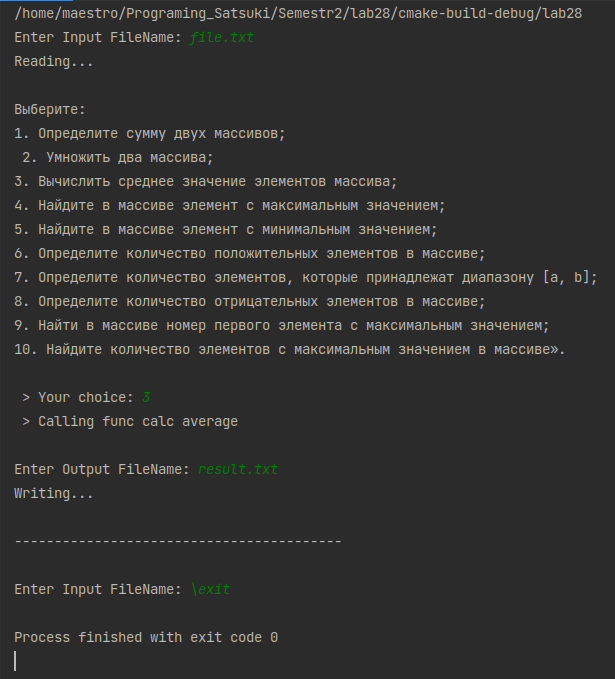 /home/maestro/Programing_Satsuki/Semestr2/lab28/cmake-build-debug/lab28
Enter Input FileName: file.txt
Reading...
Выберите:
1. Определите сумму двух массивов;
2. Умножить два массива;
3. Вычислить среднее значение элементов массива;
4. Найдите в массиве элемент с максимальным значением;
5. Найдите в массиве элемент с минимальным значением;
6. Определите количество положительных элементов в массиве;
7. Определите количество элементов, которые принадлежат диапазону [a, b];
8. Определите количество отрицательных элементов в массиве;
9. Найти в массиве номер первого элемента с максимальным значением;
10. Найдите количество элементов с максимальным значением в массиве».
> Your choice: 3
> Calling func calc average
Enter Output FileName: result.txt
Writing...
-----------------------------------------
Enter Input FileName: \exit
Process finished with exit code 0